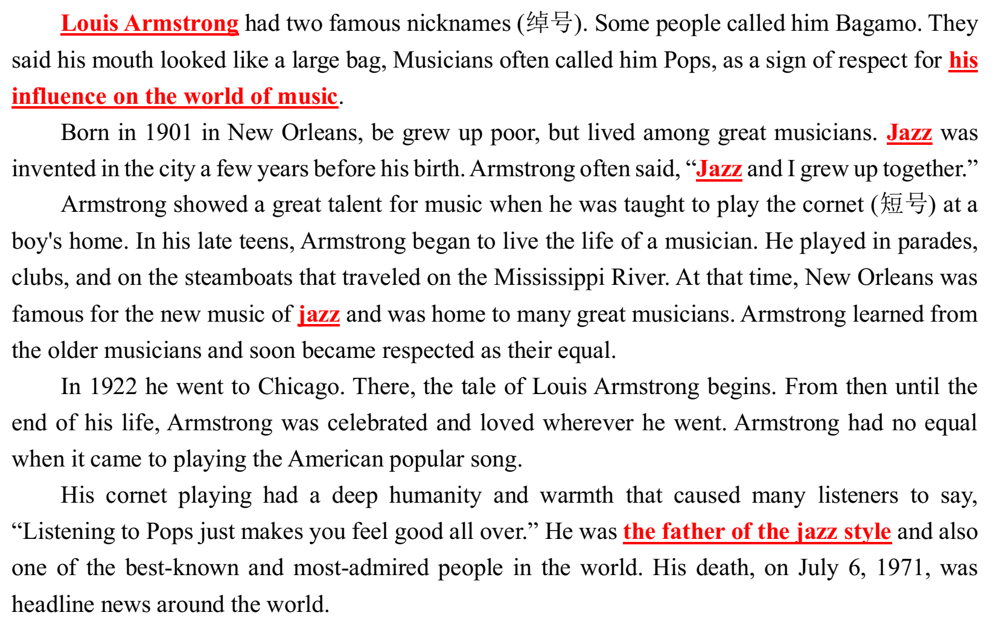 Louis Armstrong had two famous nicknames (绰号). Some people called him Bagamo. They
said his mouth looked like a large bag, Musicians often called him Pops, as a sign of respect for his
influence on the world of music.
Born in 1901 in New Orleans, be grew up poor, but lived among great musicians. Jazz was
invented in the city a few years before his birth. Armstrong often said, “Jazz and I grew up together.”
Armstrong showed a great talent for music when he was taught to play the cornet (短号) at a
boy's home. In his late teens, Armstrong began to live the life of a musician. He played in parades,
clubs, and on the steamboats that traveled on the Mississippi River. At that time, New Orleans was
famous for the new music of jazz and was home to many great musicians. Armstrong learned from
the older musicians and soon became respected as their equal.
In 1922 he went to Chicago. There, the tale of Louis Armstrong begins. From then until the
end of his life, Armstrong was celebrated and loved wherever he went. Armstrong had no equal
when it came to playing the American popular song.
His cornet playing had a deep humanity and warmth that caused many listeners to say,
“Listening to Pops just makes you feel good all over.” He was the father of the jazz style and also
one of the best-known and most-admired people in the world. His death, on July 6, 1971, was
headline news around the world.